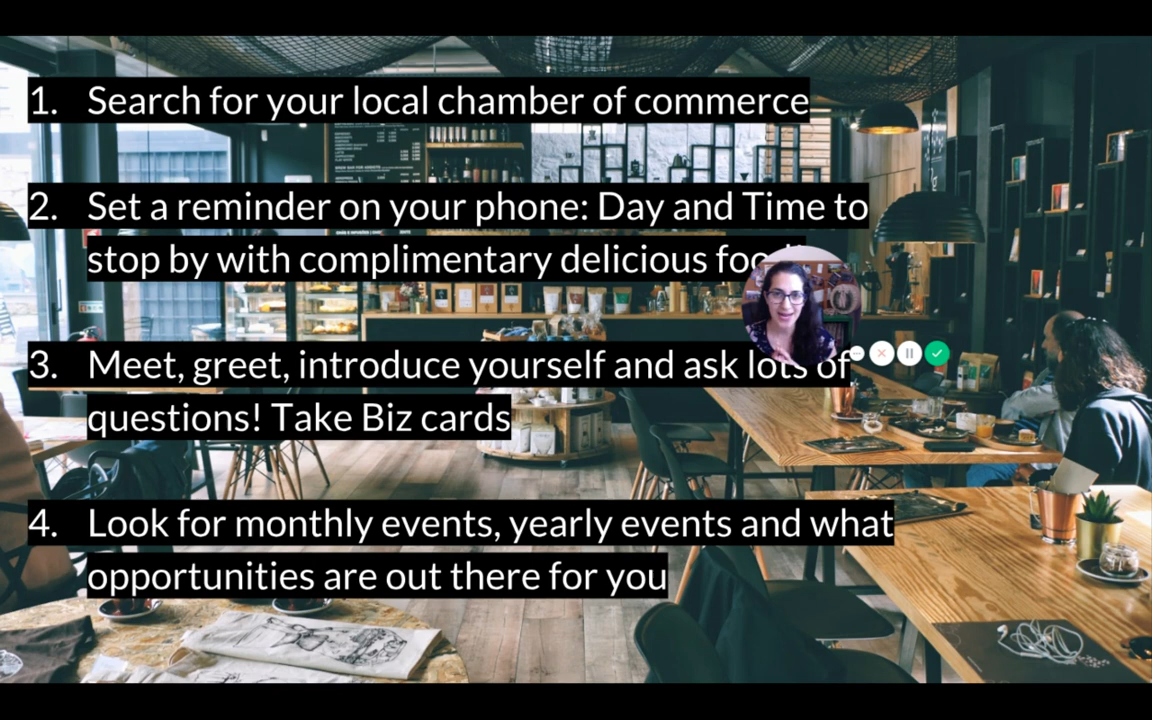 1. Search for your local chamber of commerce
2. Set a reminder on your phone: Day and Time to
stop by with complimentary delicious
3. Meet, greet, introduce yourself and ask lots of
questions! Take Biz cards
4. Look for monthly events, yearly events and what
opportunities are out there for you